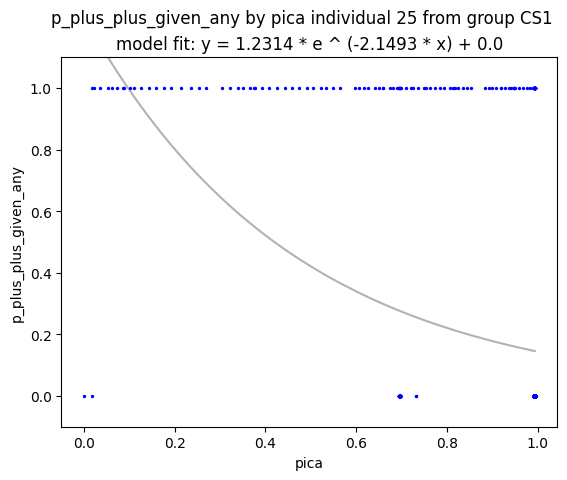 p_plus_plus_given_any by pica individual 25 from group CS1
model fit: y = 1.2314 * e ^ (-2.1493 * x) + 0.0
1.0
0.8
0.6
0.4
0.2
0.0
p_plus_plus_given_any
0.0 0.2 0.4 0.6 0.8 1.0
pica